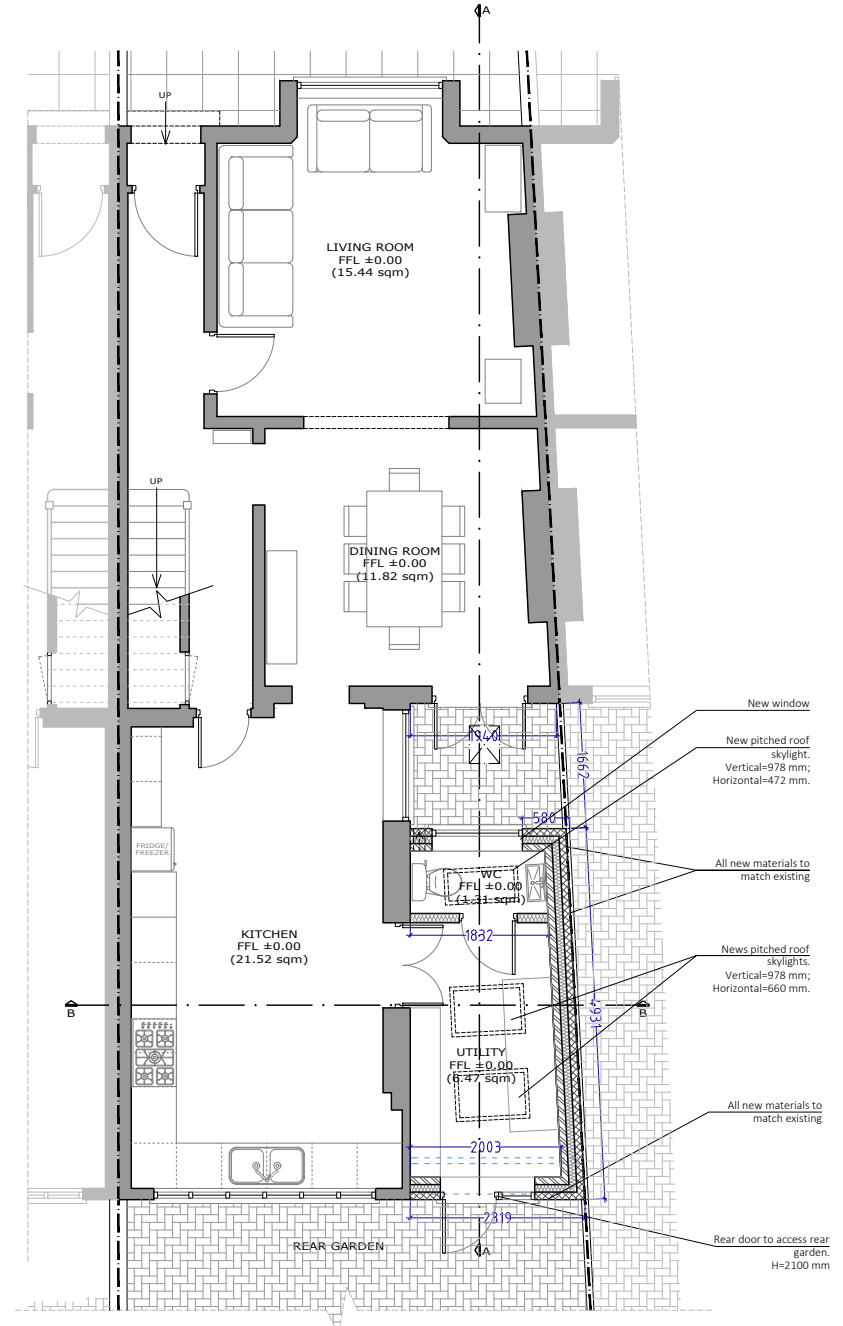 A
UP
LIVING ROOM
FFL ±0.00
(15.44 sqm)
UP
DINING ROOM
FFL ±0.00
(11.82 sqm)
New window
1940
1662
New pitched roof
skylight.
Vertical=978 mm;
Horizontal=472 mm.
580
FRIDGE/
FREEZER
All new materials to
match existing
WC
FFL ±0.00
(1.31 sqm)
KITCHEN
FFL ±0.00
(21.52 sqm)
1832
News pitched roof
skylights.
Vertical=978 mm;
Horizontal=660 mm.
B
B
4931
UTILITY
FFL ±0.00
(6.47 sqm)
All new materials to
match existing
2003
2319
REAR GARDEN
A
Rear door to access rear
garden.
H=2100 mm